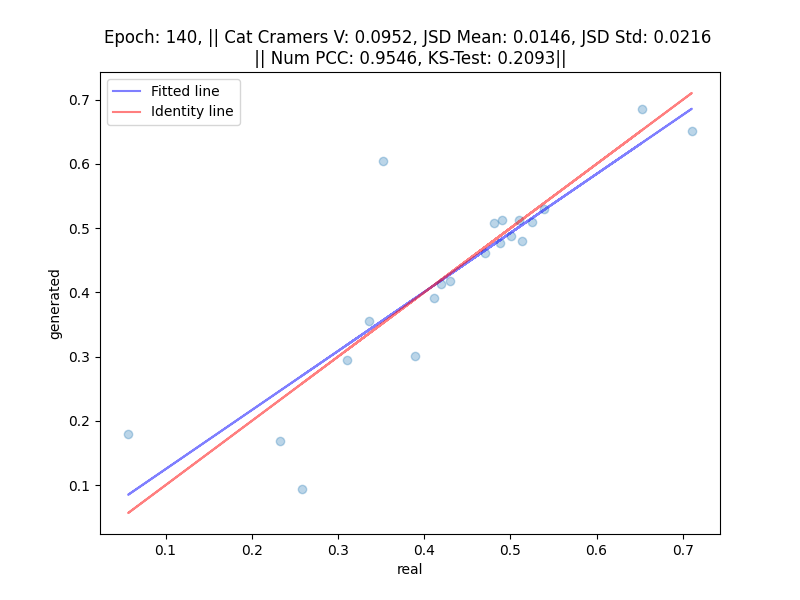 Epoch: 140, || Cat Cramers V: 0.0952, JSD Mean: 0.0146, JSD Std: 0.0216
|| Num PCC: 0.9546, KS-Test: 0.2093||
Fitted line
Identity line
0.7
0.6
0.5
0.4
0.3
0.2
0.1
generated
0.1 0.2 0.3 0.4 0.5 0.6 0.7
real